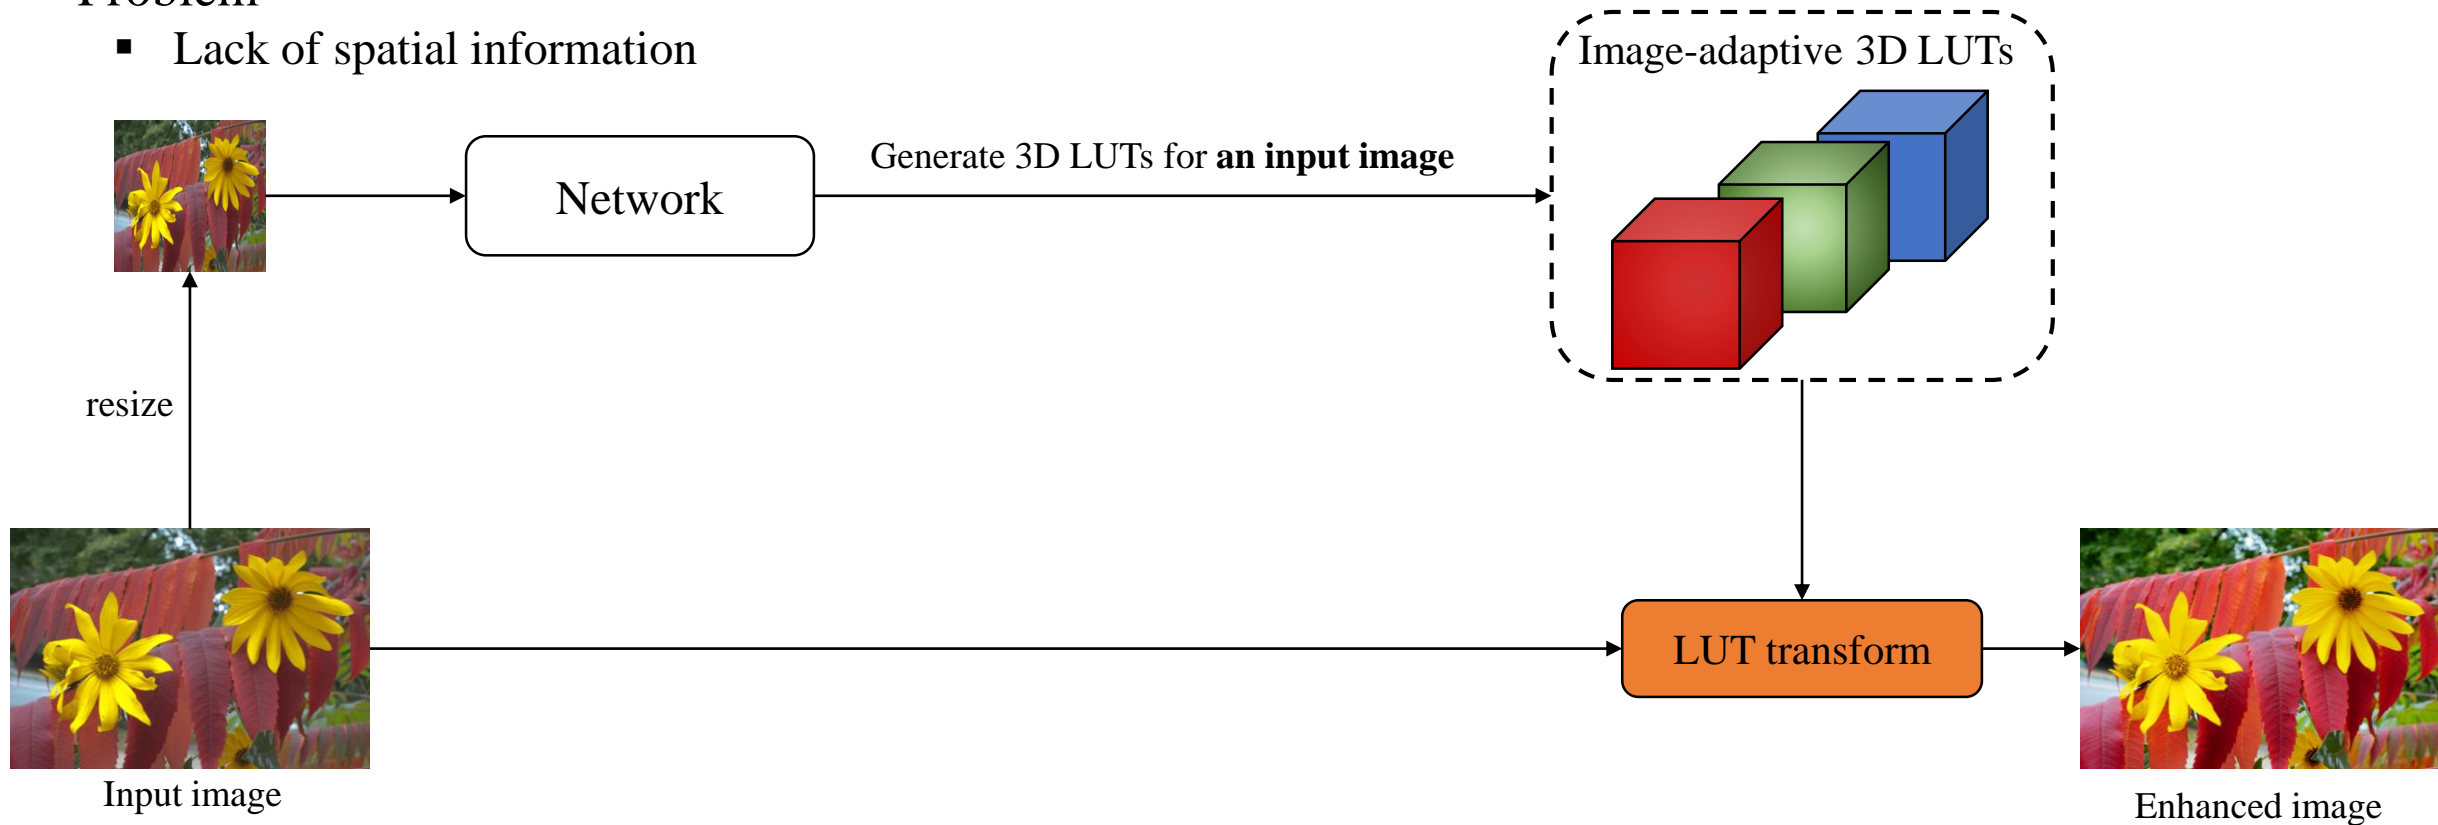 Problem
▪ Lack of spatial information
Image-adaptive 3D LUTs
Generate 3D LUTs for an input image
Network
resize
LUT transform
Input image
Enhanced image